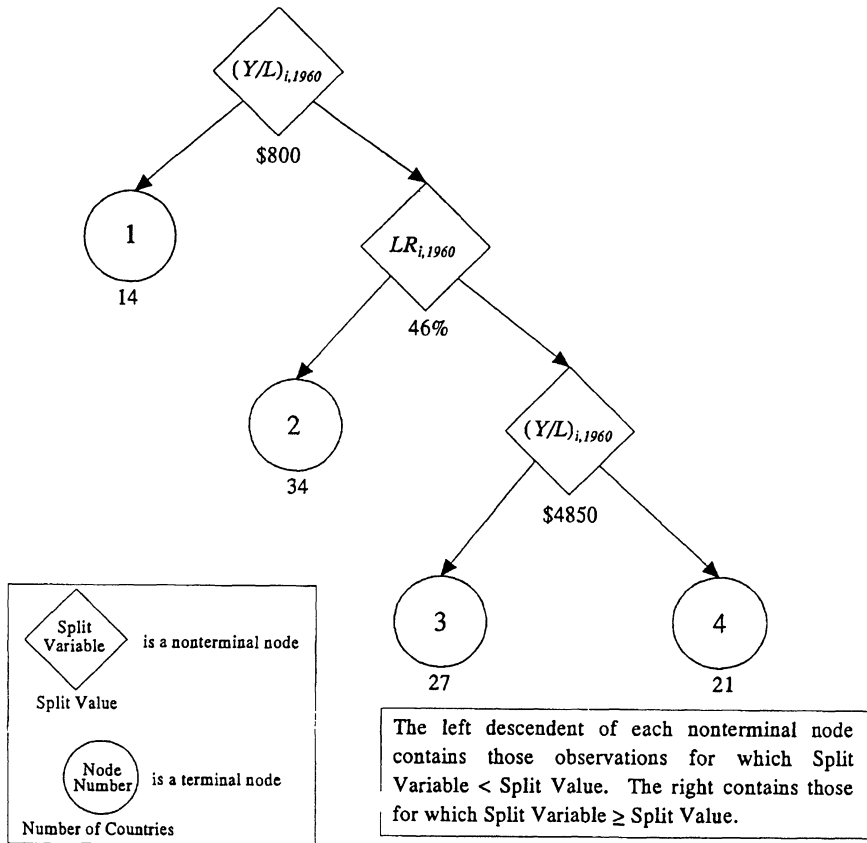 (Y/L)i,1960
$800
1
14
LRi,1960
46%
2
34
(Y/L)i,1960
$4850
3
27
4
21
Split
Variable
is a nonterminal node
Split Value
Node
Number
is a terminal node
Number of Countries
The left descendent of each nonterminal node
contains those observations for which Split
Variable < Split Value. The right contains those
for which Split Variable ≥ Split Value.